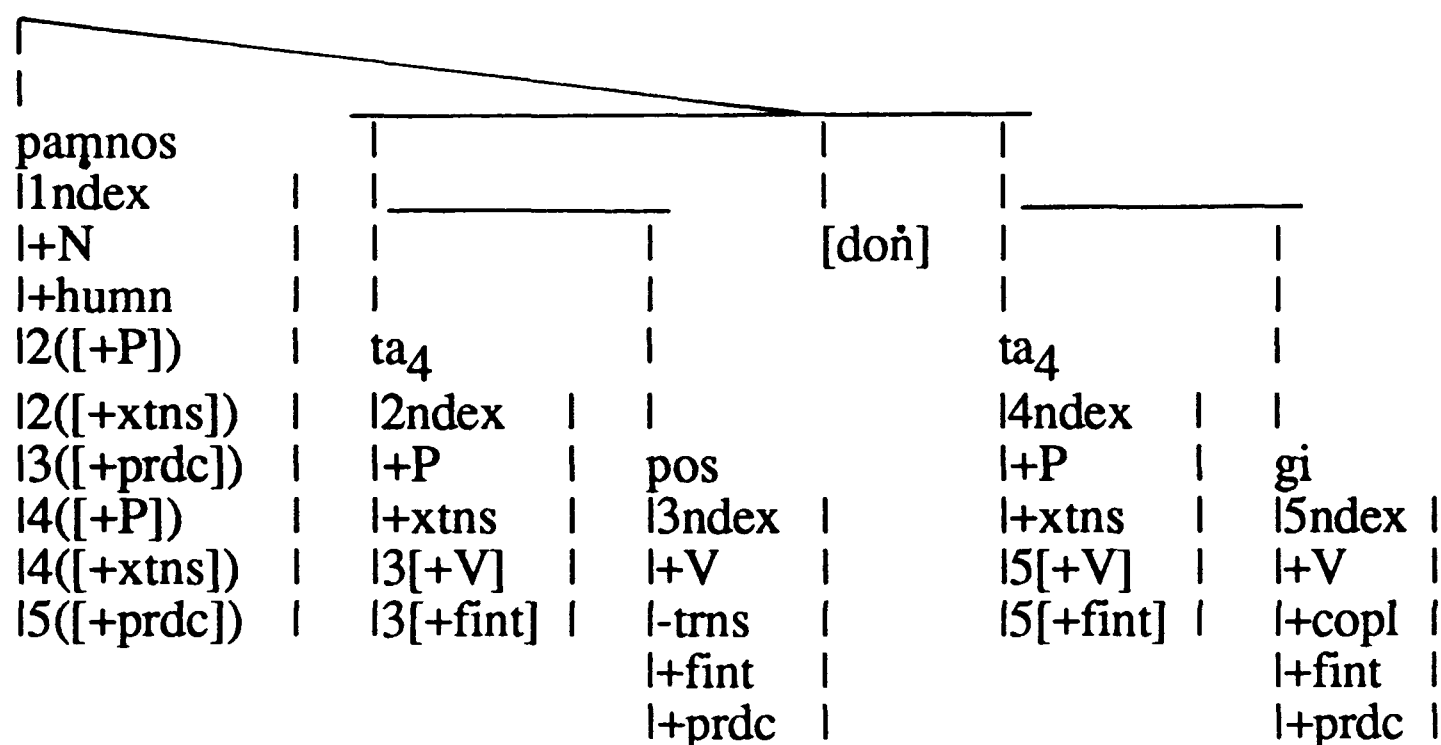 paṃnos
1ndex
+N [doṅ]
+humn
2([+P]) ta4 ta4
2([+xtns]) 2ndex 4ndex
3([+prdc]) +P pos +P gi
4([+P]) +xtns 3ndex +xtns 5ndex
4([+xtns]) 3[+V] +V 5[+V] +V
5([+prdc]) 3[+fint] -trns 5[+fint] +copl
+fint +fint
+prdc +prdc